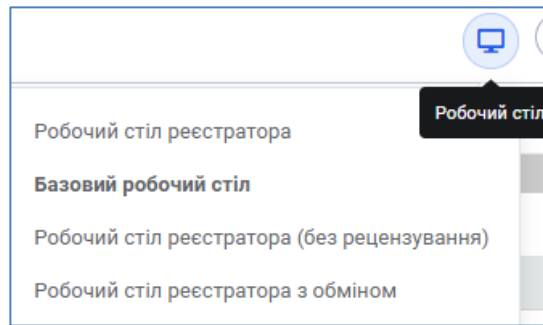 Робочий стіл
Робочий стіл реєстратора
Базовий робочий стіл
Робочий стіл реєстратора (без рецензування)
Робочий стіл реєстратора з обміном